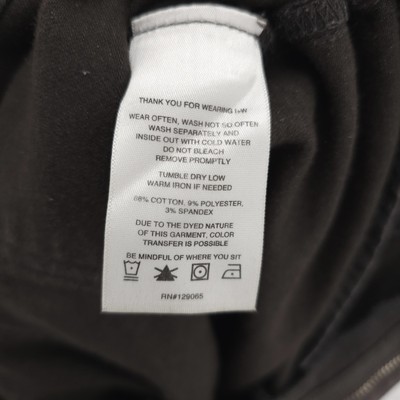 THANK YOU FOR WEARING
WEAR OFTEN, WASH NOT SO OFTEN
WASH SEPARATELY AND
INSIDE OUT WITH COLD WATER
DO NOT BLEACH
REMOVE PROMPTLY
TUMBLE DRY LOW
WARM IRON IF NEEDED
88% COTTON, 9% POLYESTER,
3% SPANDEX
DUE TO THE DYED NATURE
OF THIS GARMENT, COLOR
TRANSFER IS POSSIBLE
BE MINDFUL OF WHERE YOU SIT
RN#129065